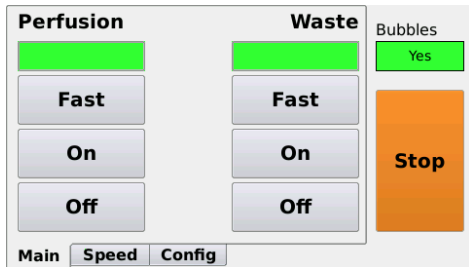 Perfusion Waste Bubbles
Yes
Fast Fast
On On Stop
Off Off
Main Speed Config